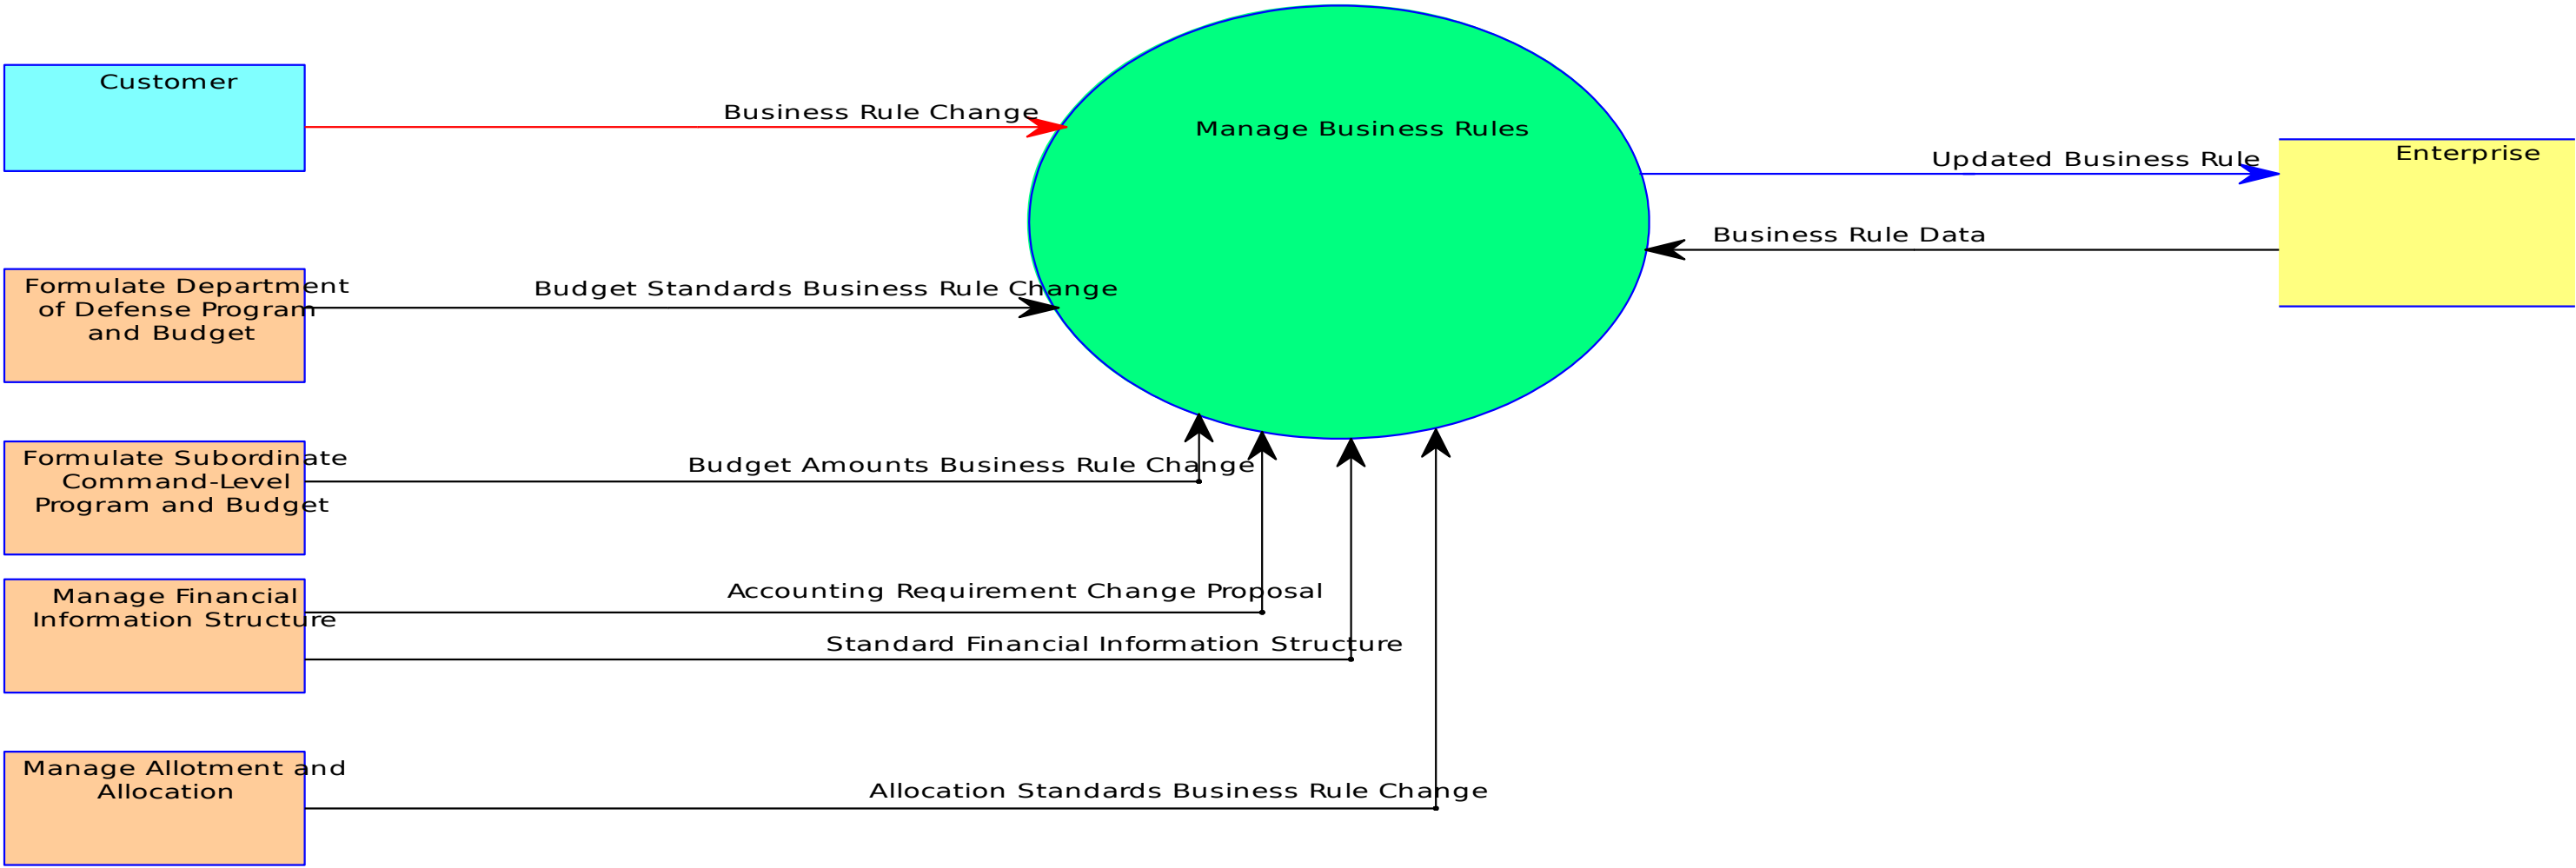 Customer
Business Rule Change
Manage Business Rules
Updated Business Rule
Enterprise
Business Rule Data
Formulate Department
of Defense Program
and Budget
Budget Standards Business Rule Change
Formulate Subordinate
Command-Level
Program and Budget
Budget Amounts Business Rule Change
Manage Financial
Information Structure
Accounting Requirement Change Proposal
Standard Financial Information Structure
Manage Allotment and
Allocation
Allocation Standards Business Rule Change